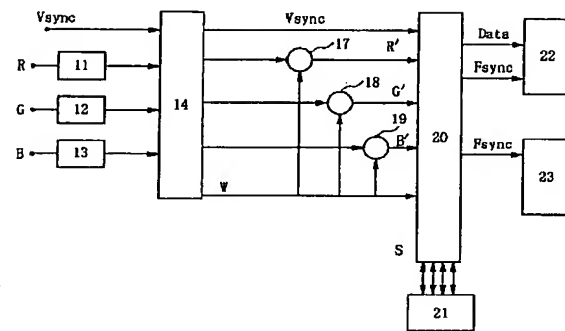 Vsync
Vsync
17
R'
Data
22
R
11
Fsync
18
G'
G
12
14
19
20
B'
B
13
Fsync
23
W
S
21